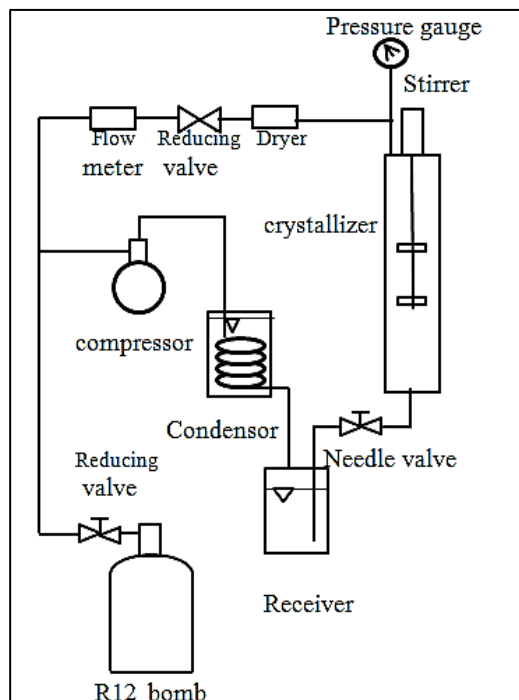 Pressure gauge
Stirrer
Flow
meter
Reducing
valve
Dryer
crystallizer
compressor
Condensor
Needle valve
Reducing
valve
Receiver
R12 bomb